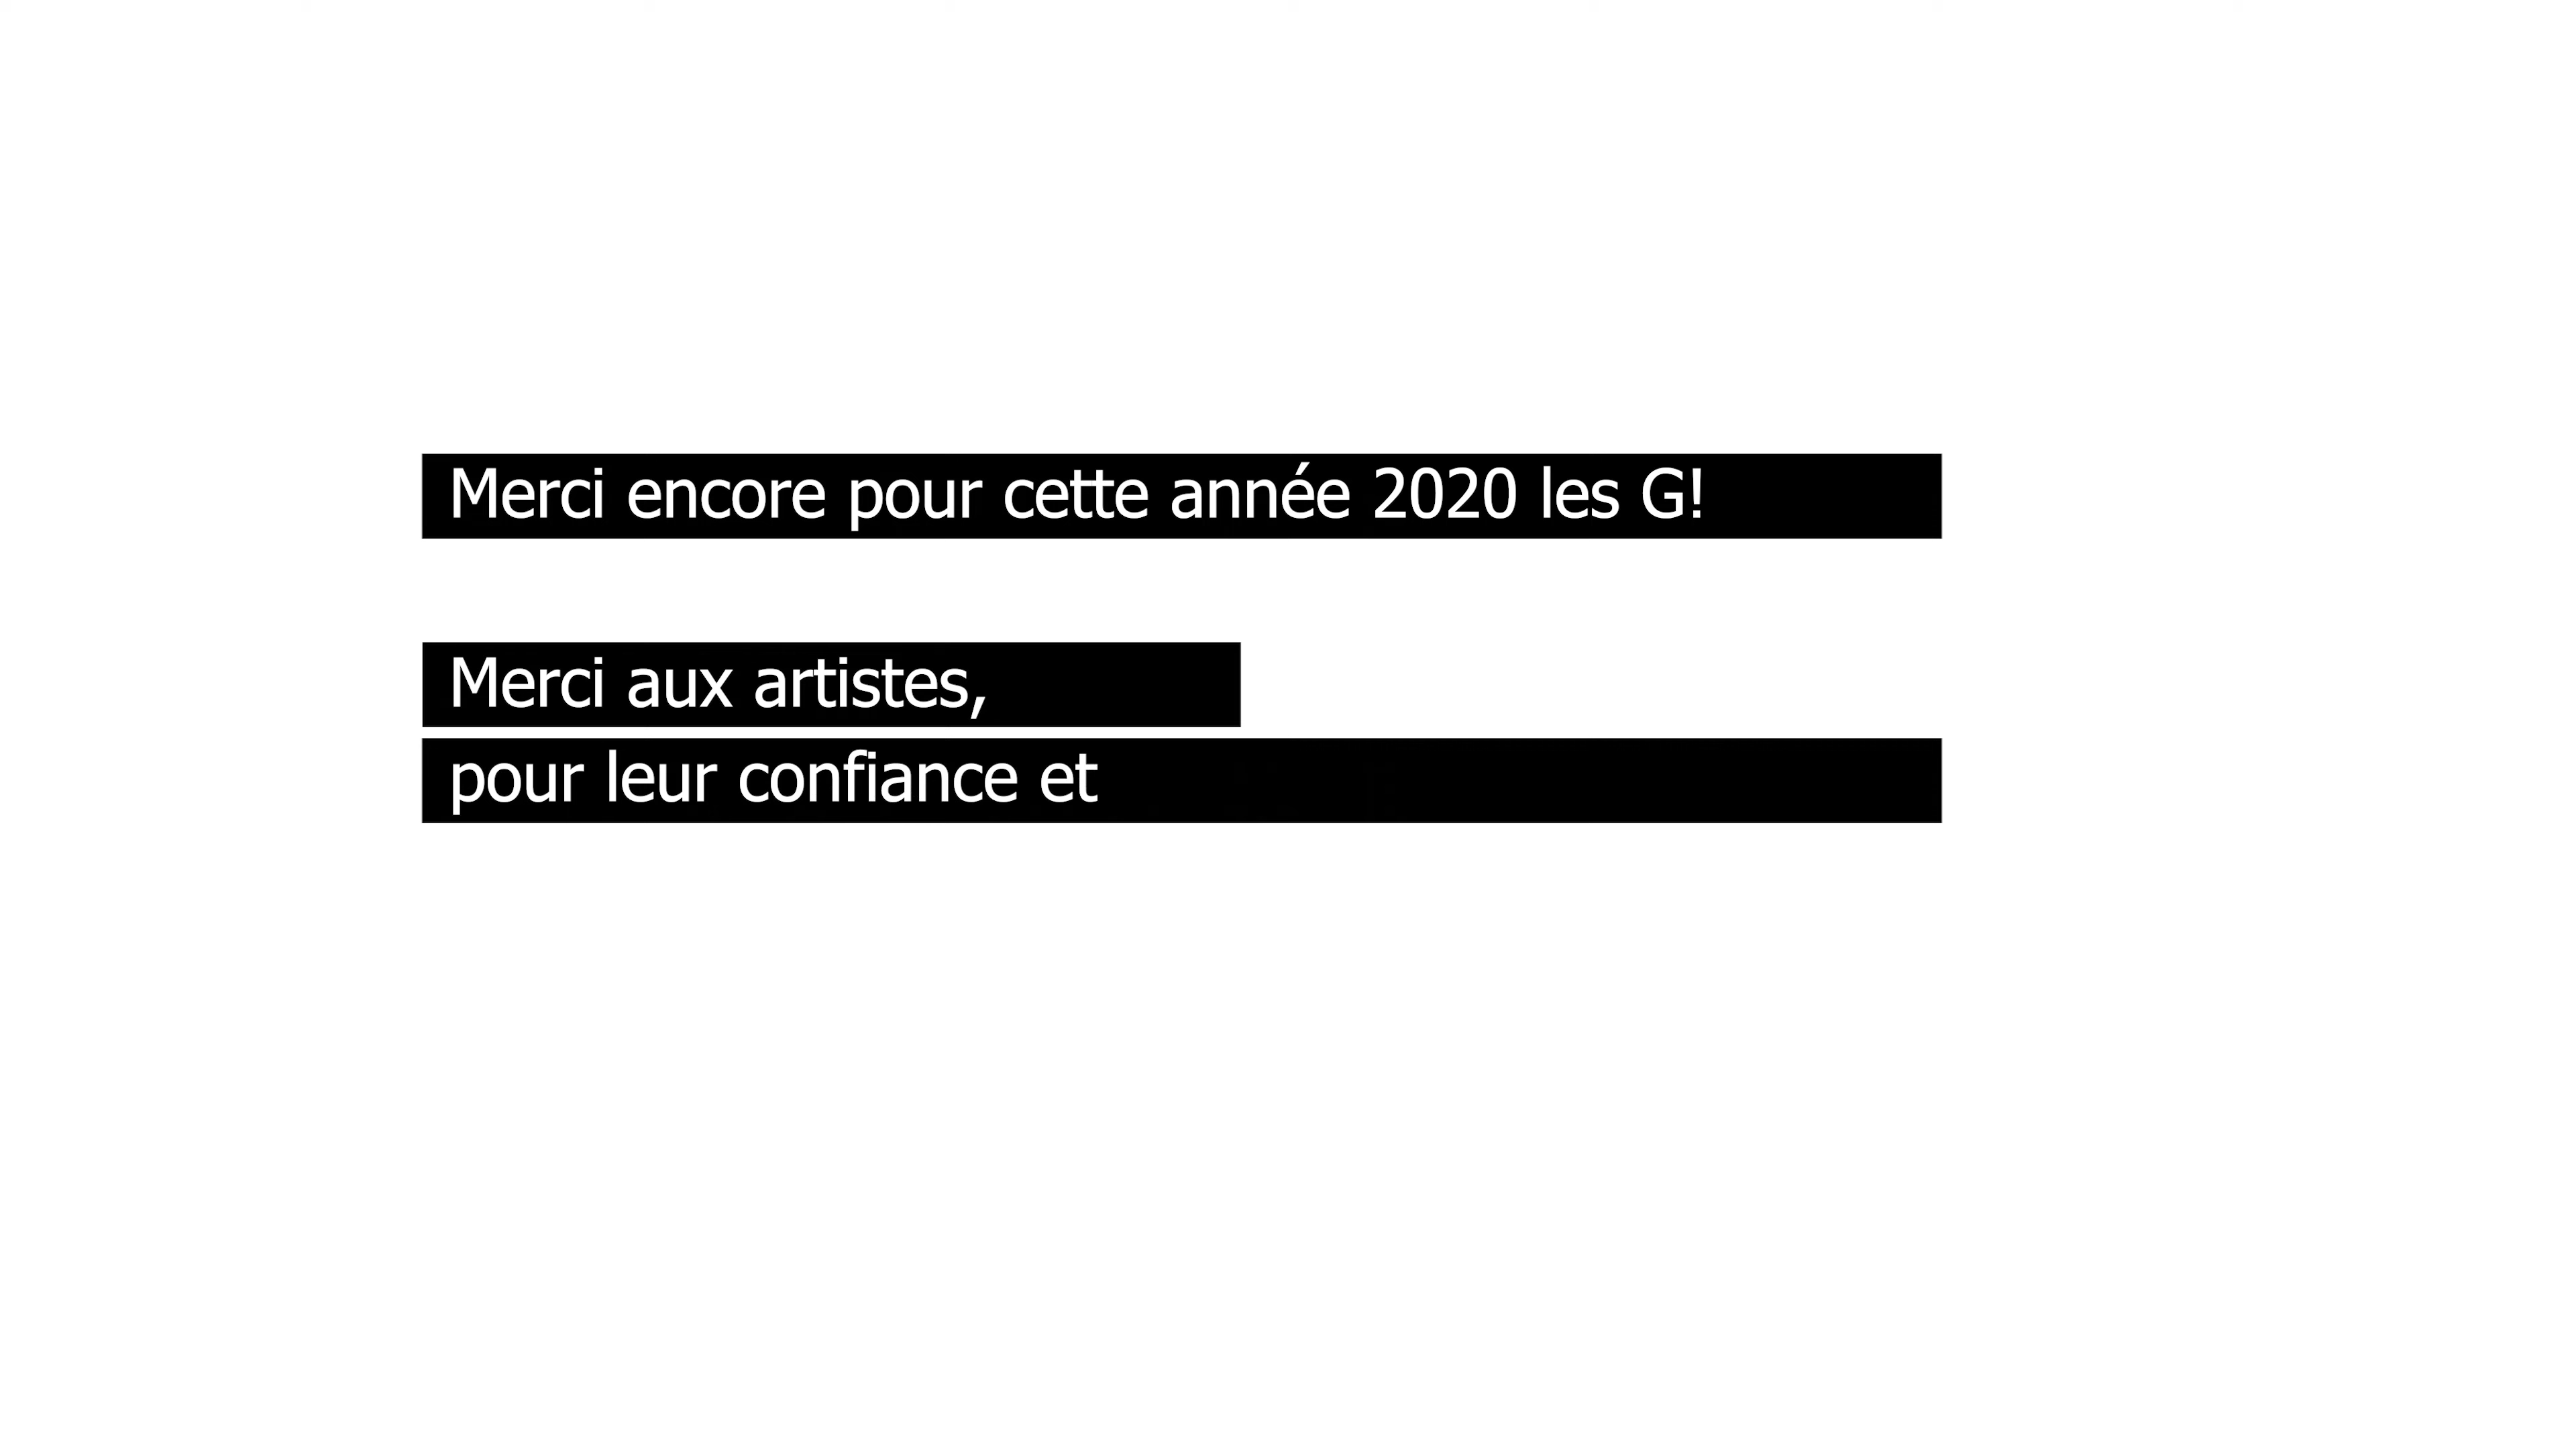 Merci encore pour cette année 2020 les G!
Merci aux artistes,
pour leur confiance et